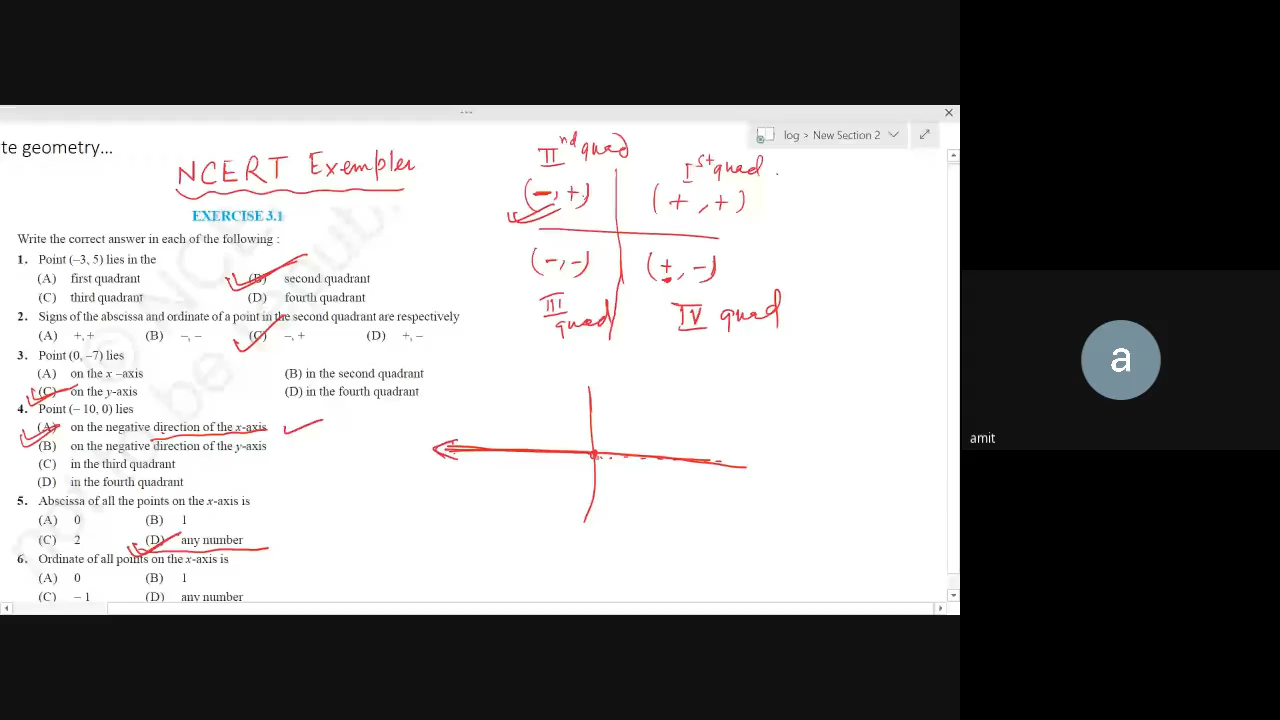 log > New Section 2
te geometry...
NCERT Exempler
EXERCISE 3.1
Write the correct answer in each of the following :
1. Point (–3, 5) lies in the
(A) first quadrant (B) second quadrant
(C) third quadrant (D) fourth quadrant
2. Signs of the abscissa and ordinate of a point in the second quadrant are respectively
(A) +, + (B) –, – (C) –, + (D) +, –
3. Point (0, –7) lies
(A) on the x –axis (B) in the second quadrant
(C) on the y-axis (D) in the fourth quadrant
4. Point (– 10, 0) lies
(A) on the negative direction of the x-axis
(B) on the negative direction of the y-axis
(C) in the third quadrant
(D) in the fourth quadrant
5. Abscissa of all the points on the x-axis is
(A) 0 (B) 1
(C) 2 (D) any number
6. Ordinate of all points on the x-axis is
(A) 0 (B) 1
(C) – 1 (D) any number
II nd quad
I st quad.
(-, +)
(+, +)
(-, -)
(+, -)
III
quad
IV quad
a
amit